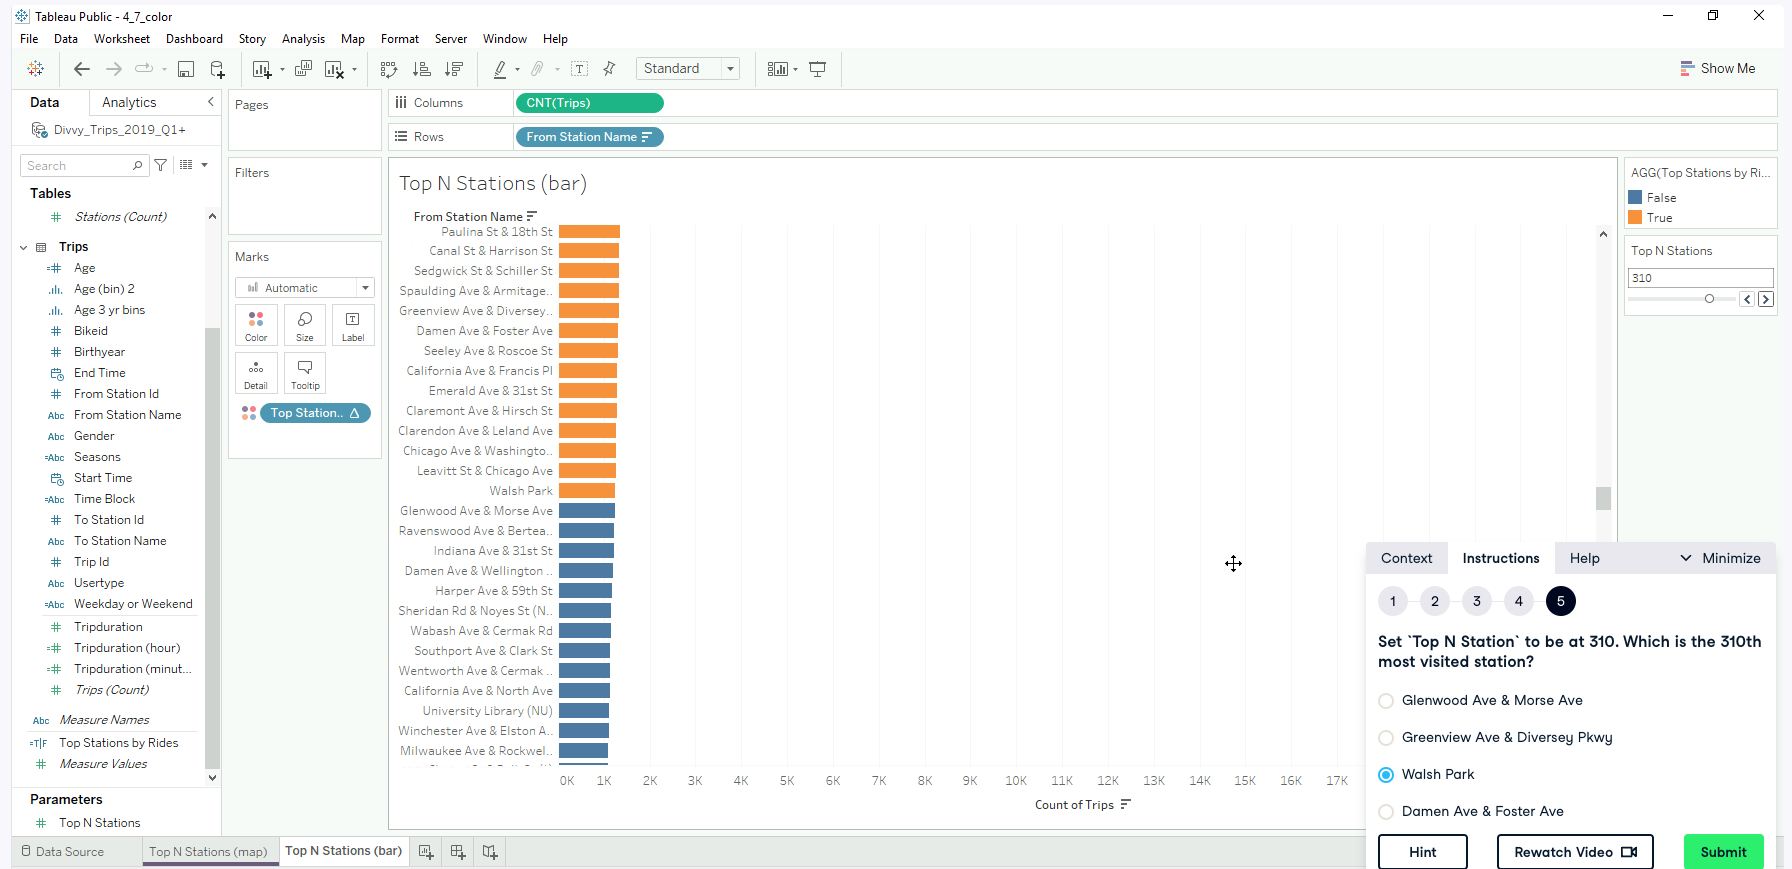 Tableau Public - 4_7_color
File Data Worksheet Dashboard Story Analysis Map Format Server Window Help
Standard
Show Me
Data Analytics
Divvy_Trips_2019_Q1+
Search
Tables
Stations (Count)
Trips
Age
Age (bin) 2
Age 3 yr bins
Bikeid
Birthyear
End Time
From Station Id
Abc From Station Name
Abc Gender
=Abc Seasons
Start Time
=Abc Time Block
To Station Id
Abc To Station Name
Trip Id
Abc Usertype
=Abc Weekday or Weekend
Tripduration
Tripduration (hour)
Tripduration (minut...
Trips (Count)
Abc Measure Names
=T|F Top Stations by Rides
Measure Values
Parameters
Top N Stations
Pages
Filters
Marks
Automatic
Color Size Label
Detail Tooltip
Top Station.. Δ
Columns CNT(Trips)
Rows From Station Name
Top N Stations (bar)
From Station Name
Paulina St & 18th St
Canal St & Harrison St
Sedgwick St & Schiller St
Spaulding Ave & Armitage..
Greenview Ave & Diversey..
Damen Ave & Foster Ave
Seeley Ave & Roscoe St
California Ave & Francis Pl
Emerald Ave & 31st St
Claremont Ave & Hirsch St
Clarendon Ave & Leland Ave
Chicago Ave & Washingto..
Leavitt St & Chicago Ave
Walsh Park
Glenwood Ave & Morse Ave
Ravenswood Ave & Bertea..
Indiana Ave & 31st St
Damen Ave & Wellington ..
Harper Ave & 59th St
Sheridan Rd & Noyes St (N..
Wabash Ave & Cermak Rd
Southport Ave & Clark St
Wentworth Ave & Cermak ..
California Ave & North Ave
University Library (NU)
Winchester Ave & Elston A..
Milwaukee Ave & Rockwel..
0K 1K 2K 3K 4K 5K 6K 7K 8K 9K 10K 11K 12K 13K 14K 15K 16K 17K
Count of Trips
AGG(Top Stations by Ri...
False
True
Top N Stations
310
Context Instructions Help Minimize
1 2 3 4 5
Set `Top N Station` to be at 310. Which is the 310th
most visited station?
Glenwood Ave & Morse Ave
Greenview Ave & Diversey Pkwy
Walsh Park
Damen Ave & Foster Ave
Hint Rewatch Video Submit
Data Source Top N Stations (map) Top N Stations (bar)